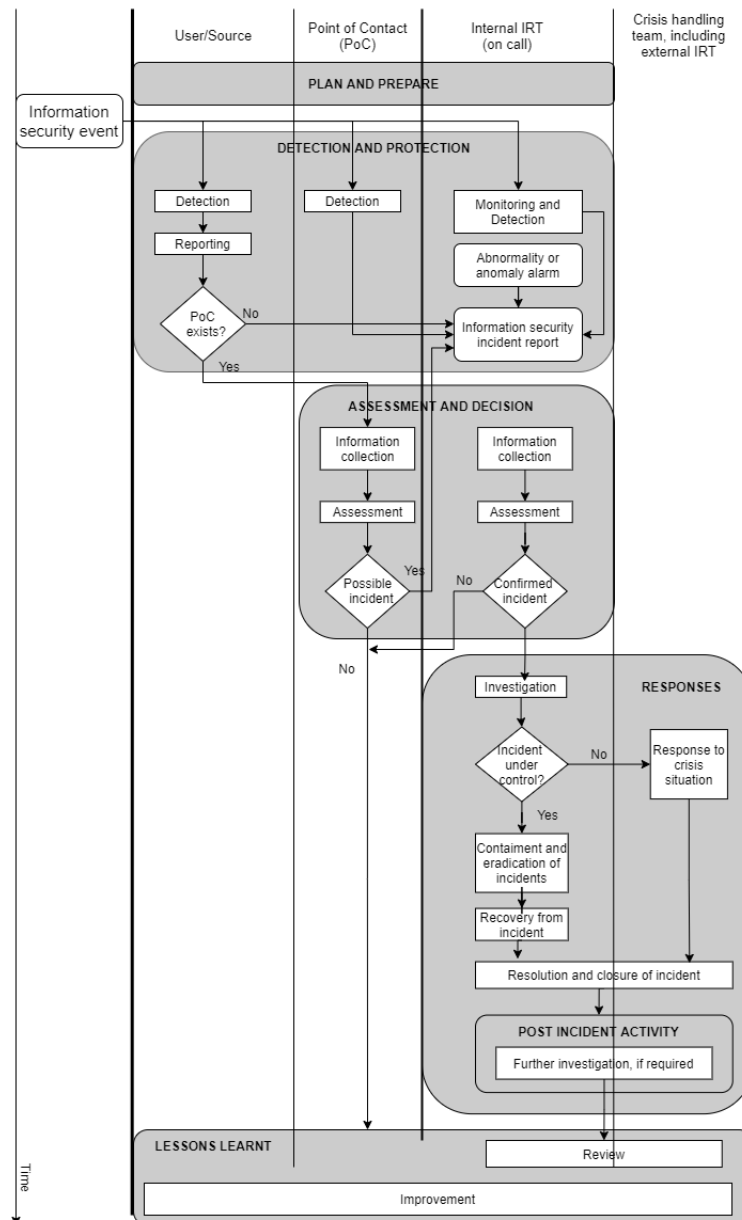 User/Source
Point of Contact
(PoC)
Internal IRT
(on call)
Crisis handling
team, including
external IRT
PLAN AND PREPARE
Information
security event
DETECTION AND PROTECTION
Detection
Detection
Monitoring and
Detection
Reporting
Abnormality or
anomaly alarm
PoC
exists?
No
Information security
incident report
Yes
ASSESSMENT AND DECISION
Information
collection
Information
collection
Assessment
Assessment
Possible
incident
Yes
No
Confirmed
incident
No
Investigation
RESPONSES
Incident
under
control?
No
Response to
crisis
situation
Yes
Contaiment and
eradication of
incidents
Recovery from
incident
Resolution and closure of incident
POST INCIDENT ACTIVITY
Further investigation, if required
LESSONS LEARNT
Review
Time
Improvement